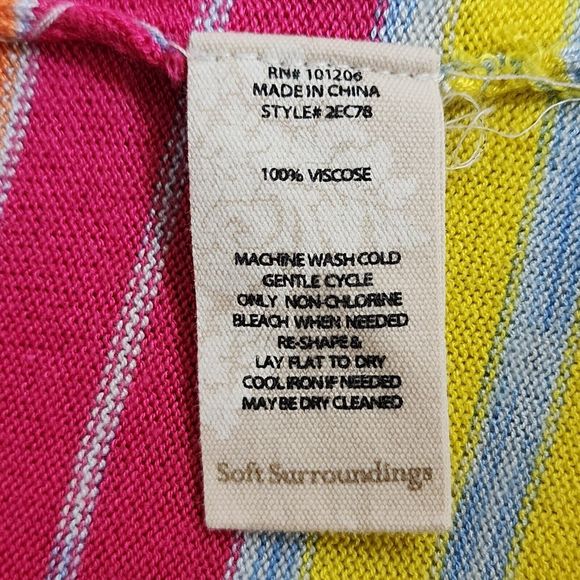 RN# 101206
MADE IN CHINA
STYLE# 2EC78
100% VISCOSE
MACHINE WASH COLD
GENTLE CYCLE
ONLY NON-CHLORINE
BLEACH WHEN NEEDED
RE-SHAPE &
LAY FLAT TO DRY
COOL IRON IF NEEDED
MAY BE DRY CLEANED
Soft Surroundings